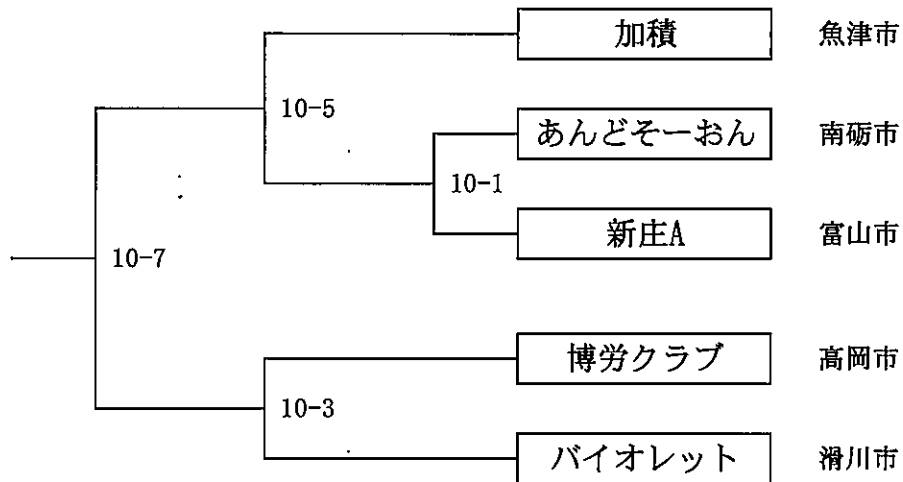 加積 魚津市
10-5
あんどそーおん 南砺市
10-1
新庄A 富山市
10-7
博労クラブ 高岡市
10-3
バイオレット 滑川市